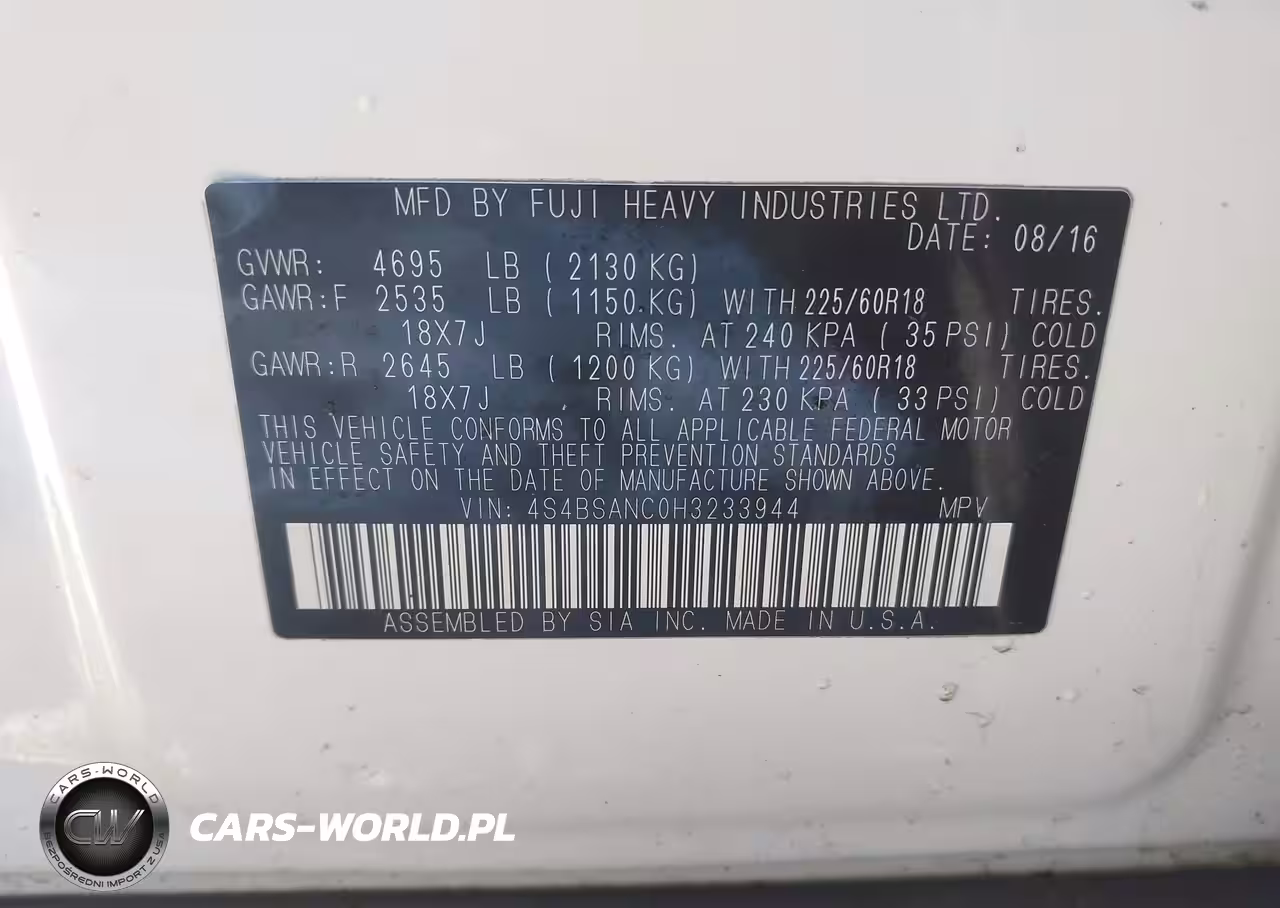 MFD BY FUJI HEAVY INDUSTRIES LTD.
DATE: 08/16
GVWR: 4695 LB ( 2130 KG)
GAWR:F 2535 LB ( 1150 KG) WITH 225/60R18 TIRES.
18X7J RIMS. AT 240 KPA ( 35 PSI) COLD
GAWR:R 2645 LB ( 1200 KG) WITH 225/60R18 TIRES.
18X7J RIMS. AT 230 KPA ( 33 PSI) COLD
THIS VEHICLE CONFORMS TO ALL APPLICABLE FEDERAL MOTOR
VEHICLE SAFETY AND THEFT PREVENTION STANDARDS
IN EFFECT ON THE DATE OF MANUFACTURE SHOWN ABOVE.
VIN: 4S4BSANC0H3233944 MPV
ASSEMBLED BY SIA INC. MADE IN U.S.A.
CARS-WORLD
CW
BEZPOŚREDNI IMPORT Z USA
CARS-WORLD.PL